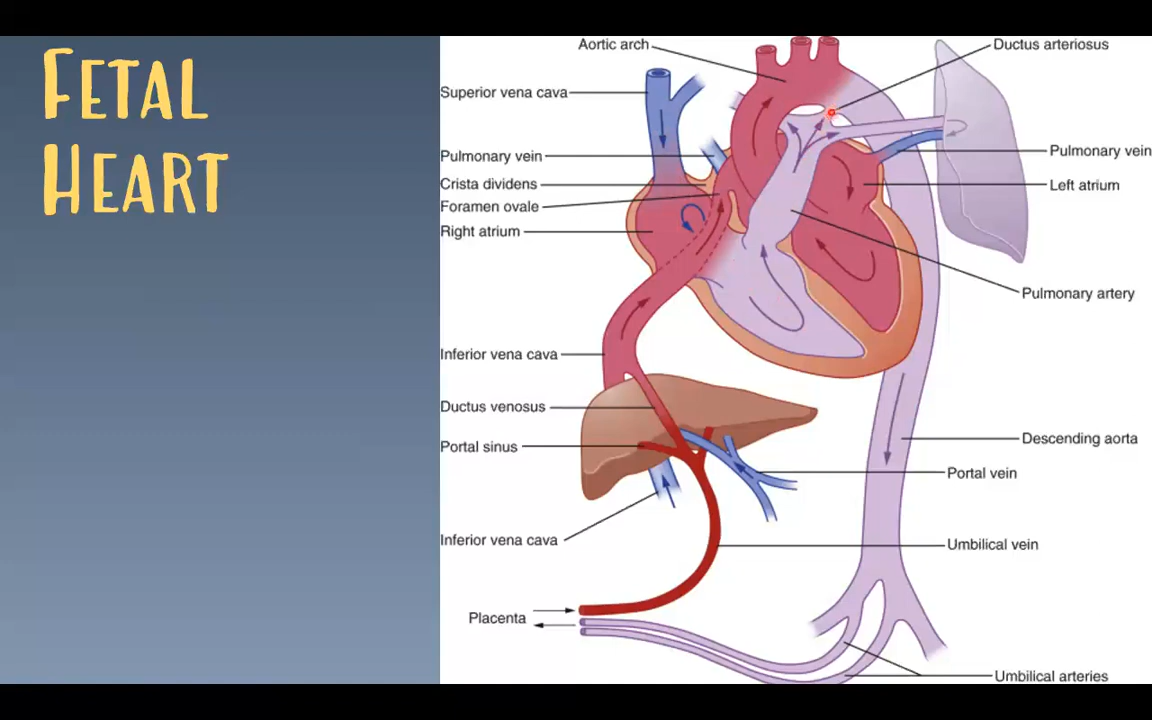 FETAL
HEART
Aortic arch
Ductus arteriosus
Superior vena cava
Pulmonary vein
Pulmonary vein
Crista dividens
Left atrium
Foramen ovale
Right atrium
Pulmonary artery
Inferior vena cava
Ductus venosus
Descending aorta
Portal sinus
Portal vein
Inferior vena cava
Umbilical vein
Placenta
Umbilical arteries